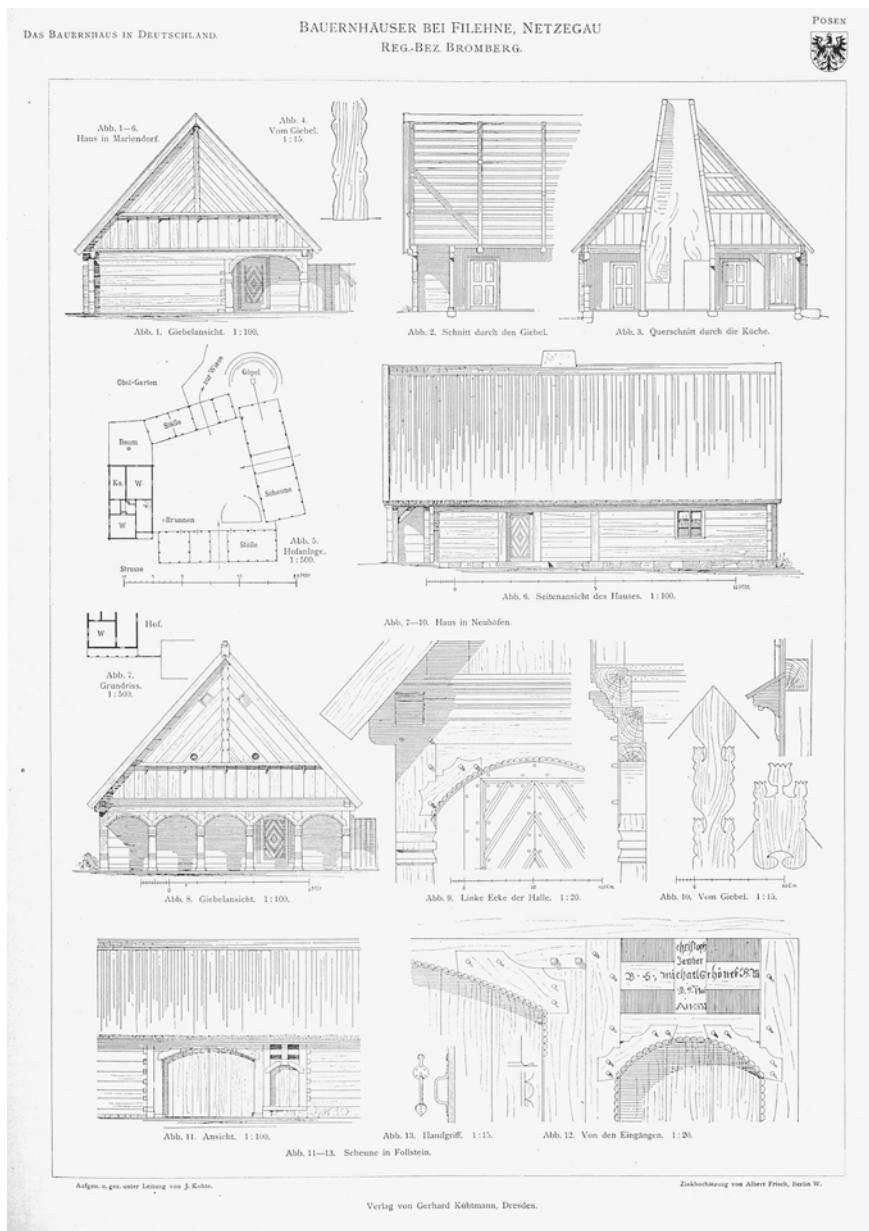 DAS BAUERNHAUS IN DEUTSCHLAND.
BAUERNHÄUSER BEI FILEHNE, NETZEGAU
REG.-BEZ. BROMBERG.
POSEN
Abb. 1—6.
Haus in Mariendorf.
Abb. 4.
Vom Giebel.
1:15.
Abb. 1. Giebelansicht. 1:100.
Abb. 2. Schnitt durch den Giebel.
Abb. 3. Querschnitt durch die Küche.
Obst-Garten
zur Wiese
Göpel
Ställe
Baum
Ka.
W.
Scheune
W
Brunnen
Ställe
Strasse
Abb. 5.
Hofanlage.
1:500.
Abb. 6. Seitenansicht des Hauses. 1:100.
Abb. 7—10. Haus in Neuhöfen.
W
Hof.
Abb. 7.
Grundriss.
1:500.
Abb. 8. Giebelansicht. 1:100.
Abb. 9. Linke Ecke der Halle. 1:20.
Abb. 10. Vom Giebel. 1:15.
christoph
michael
Abb. 11. Ansicht. 1:100.
Abb. 13. Handgriff. 1:15.
Abb. 12. Von den Eingängen. 1:20.
Abb. 11—13. Scheune in Follstein.
Aufgen. u. gez. unter Leitung von J. Kohte.
Zinkhochätzung von Albert Frisch, Berlin W.
Verlag von Gerhard Kühtmann, Dresden.